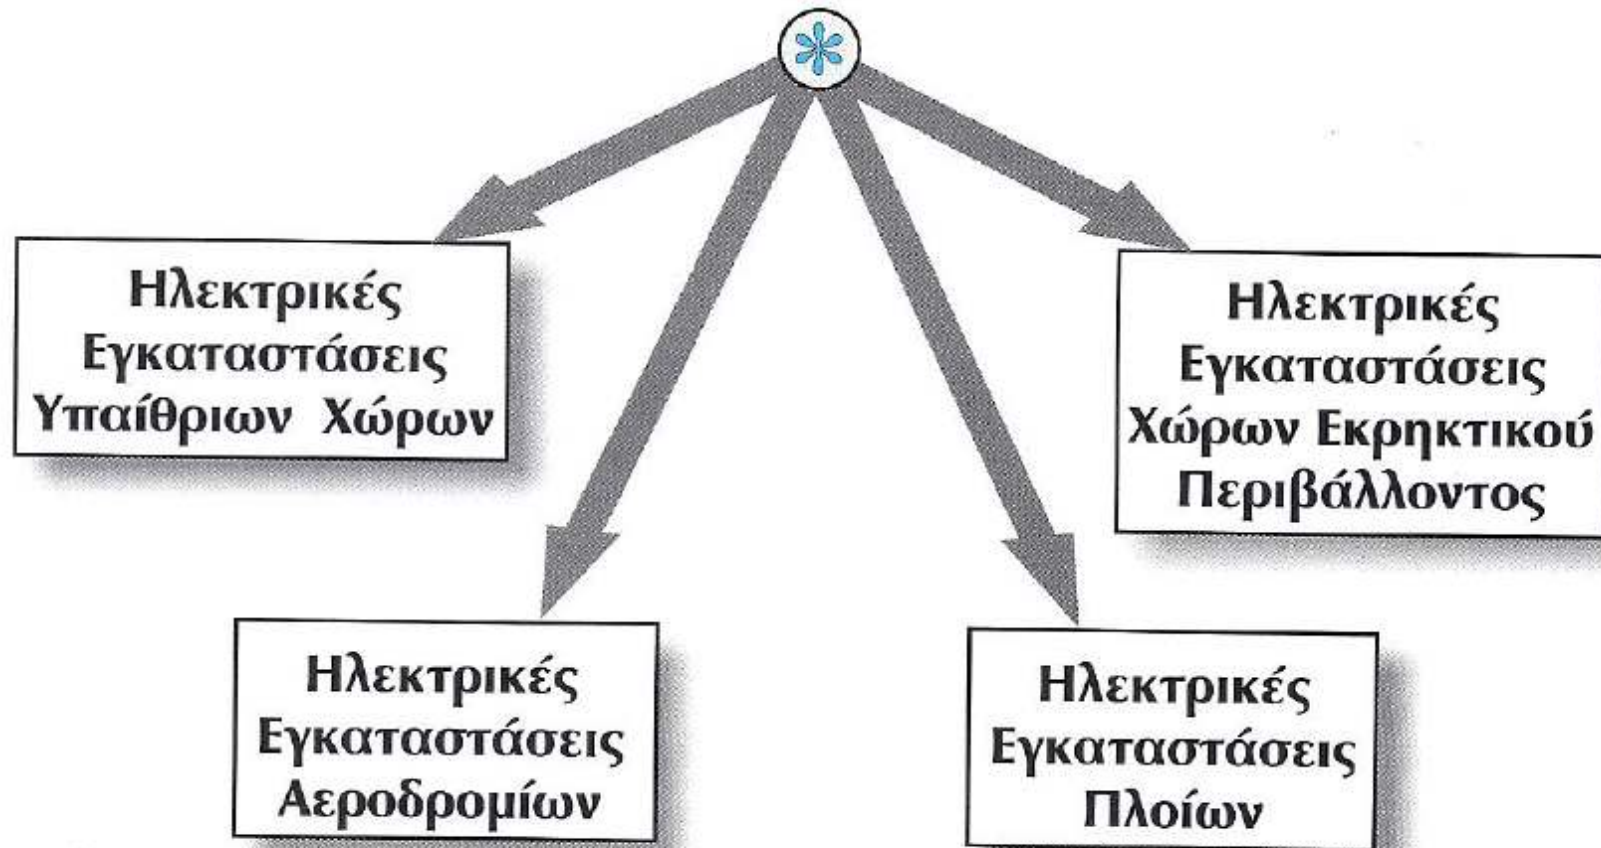 Ηλεκτρικές
Εγκαταστάσεις
Υπαίθριων Χώρων
Ηλεκτρικές
Εγκαταστάσεις
Χώρων Εκρηκτικού
Περιβάλλοντος
Ηλεκτρικές
Εγκαταστάσεις
Αεροδρομίων
Ηλεκτρικές
Εγκαταστάσεις
Πλοίων